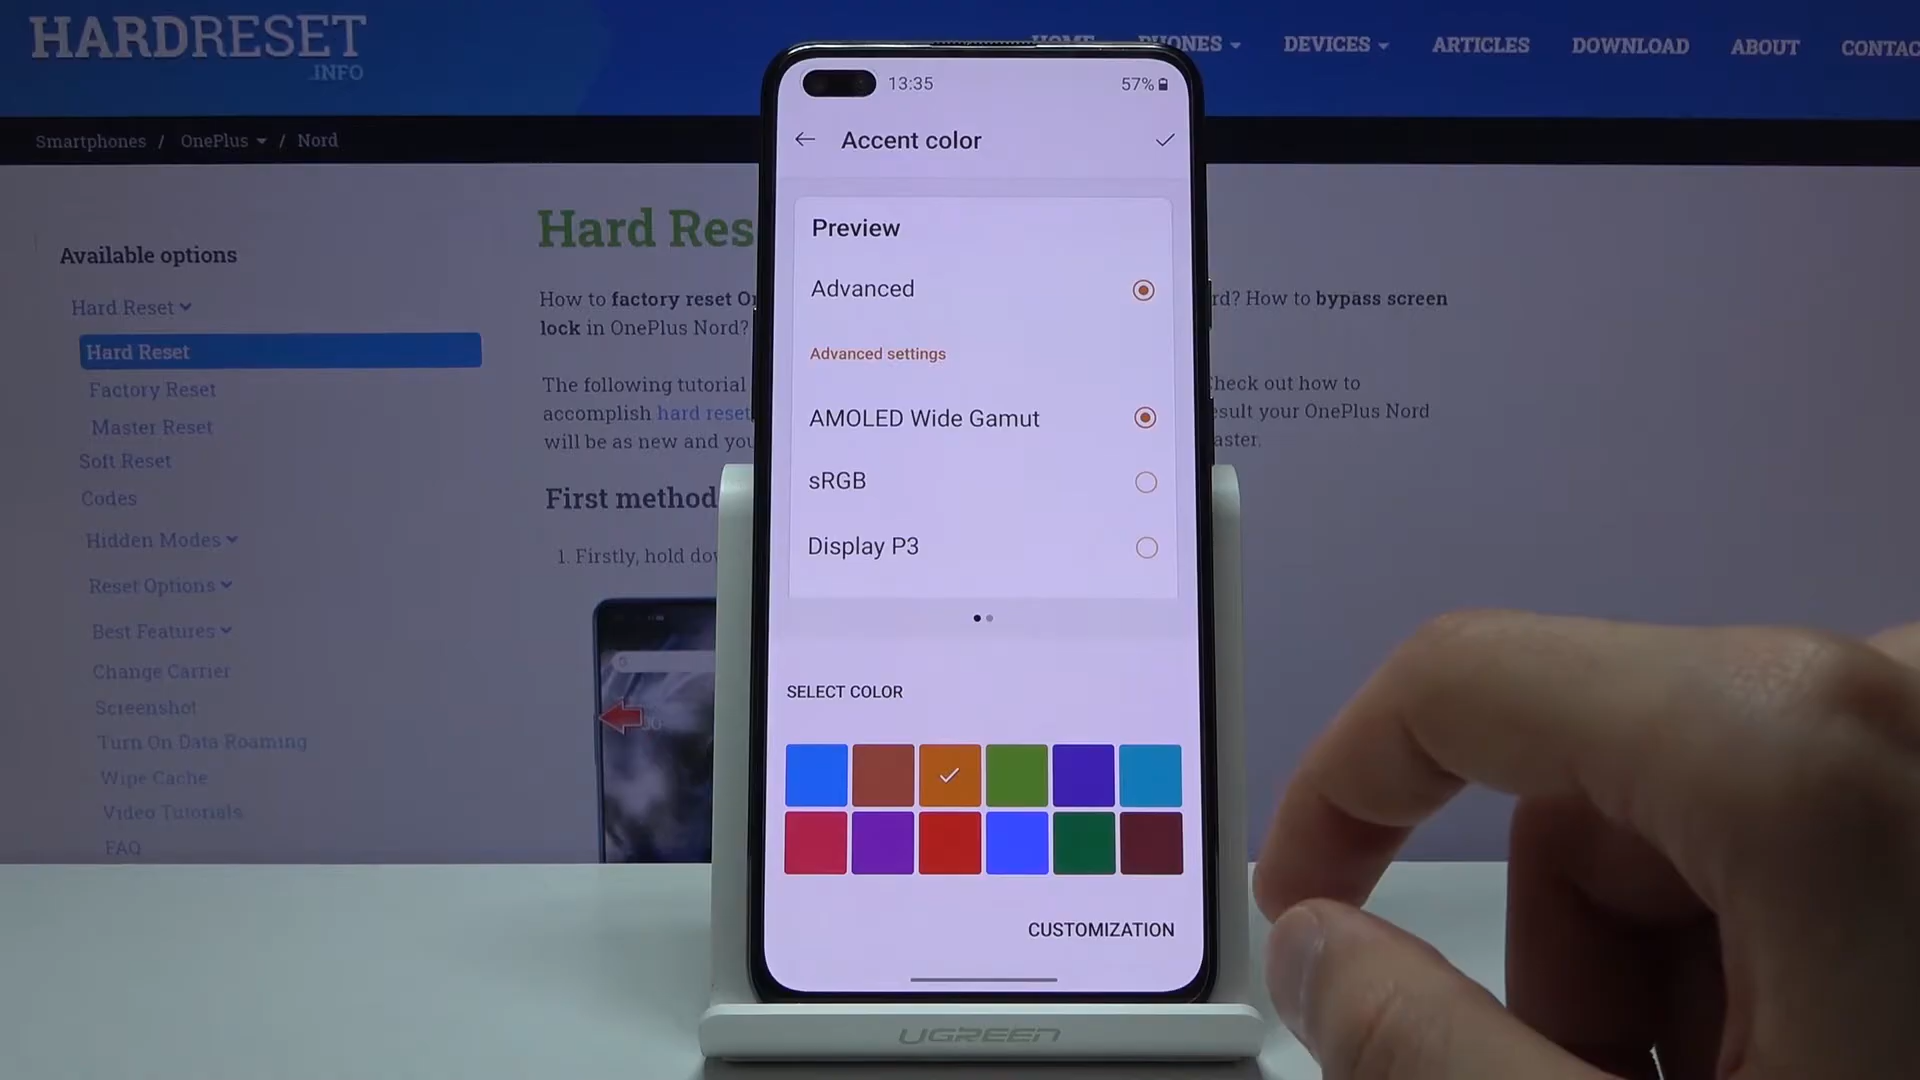 HARDRESET
.INFO
HOME
PHONES
DEVICES
ARTICLES
DOWNLOAD
ABOUT
CONTAC
Smartphones / OnePlus / Nord
Available options
Hard Reset
Hard Reset
Factory Reset
Master Reset
Soft Reset
Codes
Hidden Modes
Reset Options
Best Features
Change Carrier
Screenshot
Turn On Data Roaming
Wipe Cache
Video Tutorials
FAQ
Hard Res
How to factory reset O
rd? How to bypass screen
lock in OnePlus Nord?
The following tutorial
Check out how to
accomplish hard reset
esult your OnePlus Nord
will be as new and you
aster.
First method
1. Firstly, hold do
13:35
57%
Accent color
Preview
Advanced
Advanced settings
AMOLED Wide Gamut
sRGB
Display P3
SELECT COLOR
CUSTOMIZATION
UGREEN